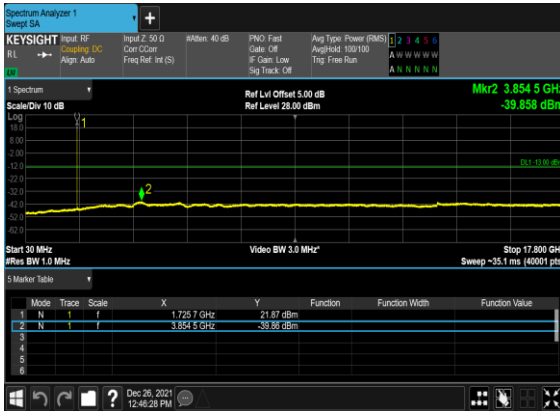 Spectrum Analyzer 1
Swept SA
KEYSIGHT Input: RF Input Z: 50 Ω #Atten: 40 dB PNO: Fast Avg Type: Power (RMS) 1 2 3 4 5 6
RL Coupling: DC Corr CCorr Gate: Off Avg|Hold: 100/100 A W W W W W
Align: Auto Freq Ref: Int (S) IF Gain: Low Trig: Free Run
LW Sig Track: Off A N N N N N
1 Spectrum Ref Lvl Offset 5.00 dB Mkr2 3.854 5 GHz
Scale/Div 10 dB Ref Level 28.00 dBm -39.858 dBm
Log
18.0
8.00
-2.00
-12.0
-22.0
-32.0
-42.0
-52.0
-62.0
1
DL1 -13.00 dBm
2
Start 30 MHz Video BW 3.0 MHz* Stop 17.800 GHz
#Res BW 1.0 MHz Sweep ~35.1 ms (40001 pts)
5 Marker Table
Mode Trace Scale X Y Function Function Width Function Value
1 N 1 f 1.725 7 GHz 21.87 dBm
2 N 1 f 3.854 5 GHz -39.86 dBm
3
4
5
6
? Dec 26, 2021
12:46:28 PM